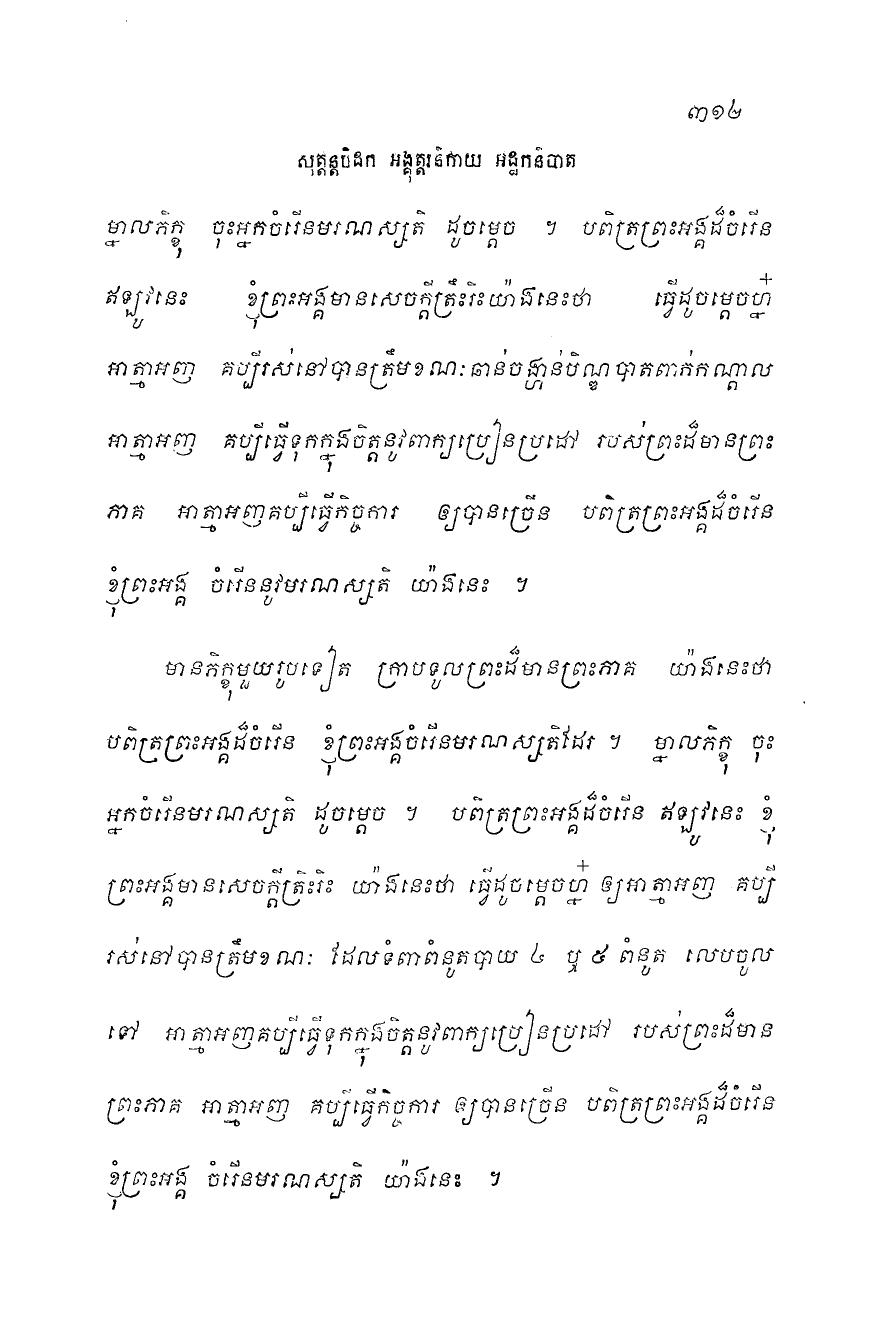 ៣១៤
សុត្តន្តបិដក អង្គុត្តរនិកាយ អដ្ឋកនិបាត
ម្នាលភិក្ខុ ចុះអ្នកចំរើនមរណស្សតិ ដូចម្តេច ។ បពិត្រព្រះអង្គដ៏ចំរើន
ឥឡូវនេះ ខ្ញុំព្រះអង្គមានសេចក្តីត្រឹះរិះយ៉ាងនេះថា ធ្វើដូចម្តេចហ្ន៎
អាត្មាអញ គប្បីរស់នៅបានត្រឹមខណៈឆាន់ចង្ហាន់បិណ្ឌបាតពាក់កណ្តាល
អាត្មាអញ គប្បីធ្វើទុកក្នុងចិត្តនូវពាក្យប្រៀនប្រដៅ របស់ព្រះដ៏មានព្រះ
ភាគ អាត្មាអញគប្បីធ្វើកិច្ចការ ឲ្យបានច្រើន បពិត្រព្រះអង្គដ៏ចំរើន
ខ្ញុំព្រះអង្គ ចំរើននូវមរណស្សតិ យ៉ាងនេះ ។
មានភិក្ខុមួយរូបទៀត ក្រាបទូលព្រះដ៏មានព្រះភាគ យ៉ាងនេះថា
បពិត្រព្រះអង្គដ៏ចំរើន ខ្ញុំព្រះអង្គចំរើនមរណស្សតិដែរ ។ ម្នាលភិក្ខុ ចុះ
អ្នកចំរើនមរណស្សតិ ដូចម្តេច ។ បពិត្រព្រះអង្គដ៏ចំរើន ឥឡូវនេះ ខ្ញុំ
ព្រះអង្គមានសេចក្តីត្រិះរិះ យ៉ាងនេះថា ធ្វើដូចម្តេចហ្ន៎ ឲ្យអាត្មាអញ គប្បី
រស់នៅបានត្រឹមខណៈ ដែលទំពាពំនូតបាយ ៤ ឬ ៥ ពំនូត លេបចូល
ទៅ អាត្មាអញគប្បីធ្វើទុកក្នុងចិត្តនូវពាក្យប្រៀនប្រដៅ របស់ព្រះដ៏មាន
ព្រះភាគ អាត្មាអញ គប្បីធ្វើកិច្ចការ ឲ្យបានច្រើន បពិត្រព្រះអង្គដ៏ចំរើន
ខ្ញុំព្រះអង្គ ចំរើនមរណស្សតិ យ៉ាងនេះ ។